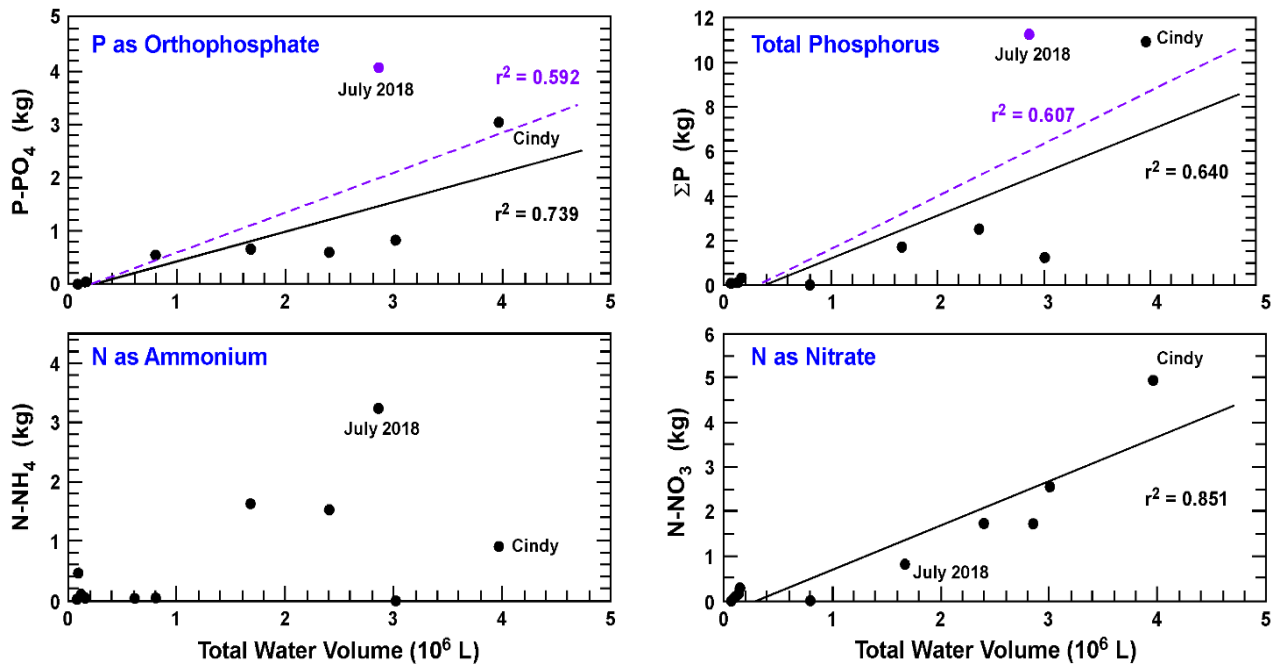 P as Orthophosphate
P-PO4 (kg)
5
4
3
2
1
0
July 2018
r² = 0.592
Cindy
r² = 0.739
0 1 2 3 4 5
Total Phosphorus
ΣP (kg)
12
10
8
6
4
2
0
July 2018
Cindy
r² = 0.607
r² = 0.640
0 1 2 3 4 5
N as Ammonium
N-NH4 (kg)
4
3
2
1
0
July 2018
Cindy
0 1 2 3 4 5
Total Water Volume (10⁶ L)
N as Nitrate
N-NO3 (kg)
6
5
4
3
2
1
0
Cindy
r² = 0.851
July 2018
0 1 2 3 4 5
Total Water Volume (10⁶ L)